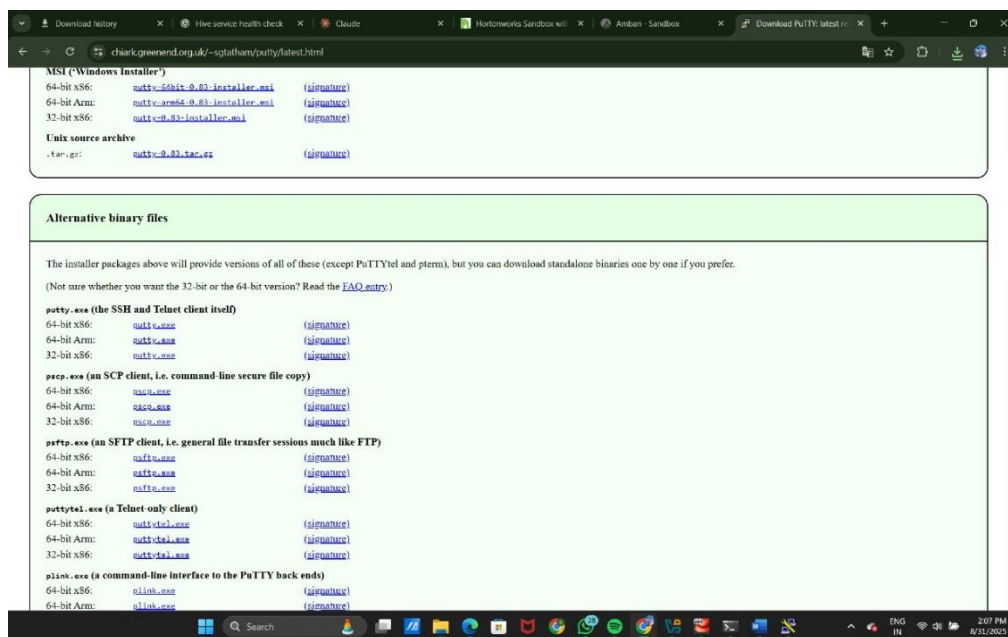 Download history
Hive service health check
Claude
Hortonworks Sandbox wit
Ambari - Sandbox
Download PuTTY: latest re
chiark.greenend.org.uk/~sgtatham/putty/latest.html
MSI (‘Windows Installer’)
64-bit x86: putty-64bit-0.83-installer.msi (signature)
64-bit Arm: putty-arm64-0.83-installer.msi (signature)
32-bit x86: putty-0.83-installer.msi (signature)
Unix source archive
.tar.gz: putty-0.83.tar.gz (signature)
Alternative binary files
The installer packages above will provide versions of all of these (except PuTTYtel and pterm), but you can download standalone binaries one by one if you prefer.
(Not sure whether you want the 32-bit or the 64-bit version? Read the FAQ entry.)
putty.exe (the SSH and Telnet client itself)
64-bit x86: putty.exe (signature)
64-bit Arm: putty.exe (signature)
32-bit x86: putty.exe (signature)
pscp.exe (an SCP client, i.e. command-line secure file copy)
64-bit x86: pscp.exe (signature)
64-bit Arm: pscp.exe (signature)
32-bit x86: pscp.exe (signature)
psftp.exe (an SFTP client, i.e. general file transfer sessions much like FTP)
64-bit x86: psftp.exe (signature)
64-bit Arm: psftp.exe (signature)
32-bit x86: psftp.exe (signature)
puttytel.exe (a Telnet-only client)
64-bit x86: puttytel.exe (signature)
64-bit Arm: puttytel.exe (signature)
32-bit x86: puttytel.exe (signature)
plink.exe (a command-line interface to the PuTTY back ends)
64-bit x86: plink.exe (signature)
64-bit Arm: plink.exe (signature)
Search
28
ENG
IN
2:07 PM
8/31/2025